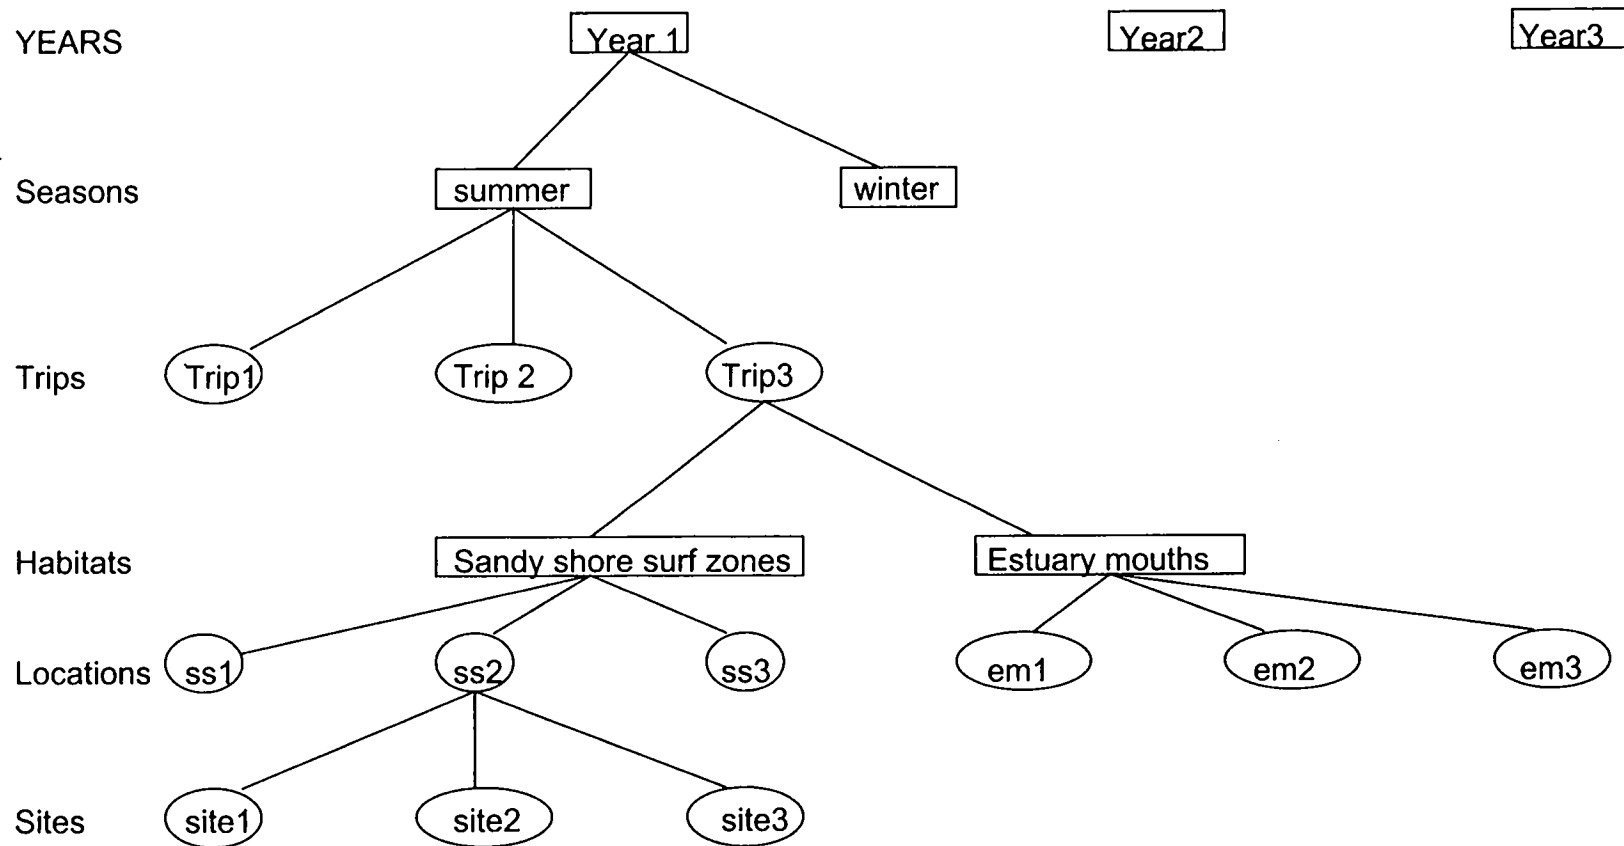 YEARS Year 1 Year2 Year3
Seasons summer winter
Trips Trip1 Trip 2 Trip3
Habitats Sandy shore surf zones Estuary mouths
Locations ss1 ss2 ss3 em1 em2 em3
Sites site1 site2 site3